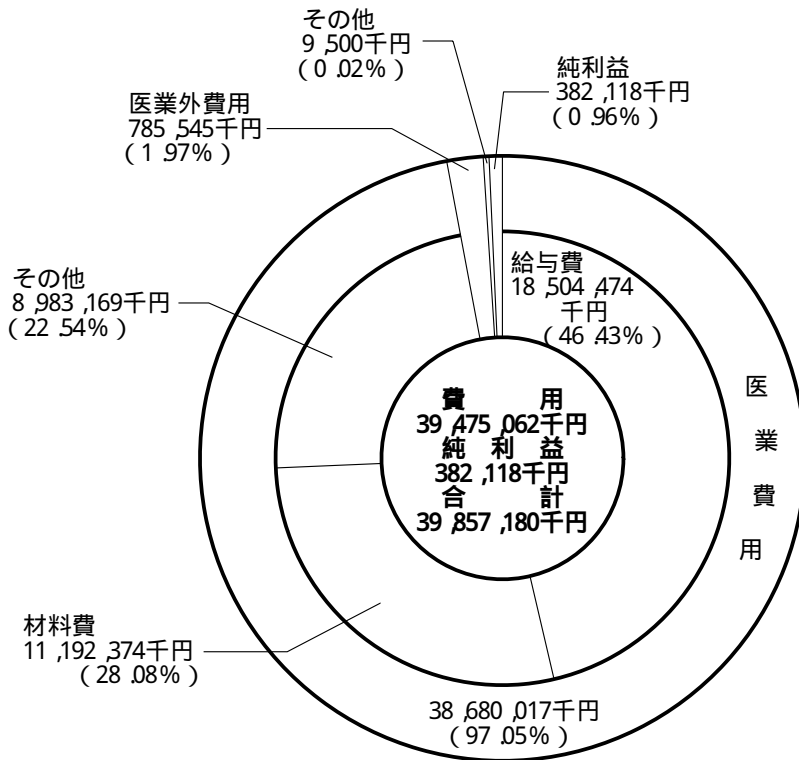 その他
9,500千円
(0.02%)
純利益
382,118千円
(0.96%)
医業外費用
785,545千円
(1.97%)
その他
8,983,169千円
(22.54%)
給与費
18,504,474
千円
(46.43%)
費用
39,475,062千円
純利益
382,118千円
合計
39,857,180千円
医業費用
材料費
11,192,374千円
(28.08%)
38,680,017千円
(97.05%)